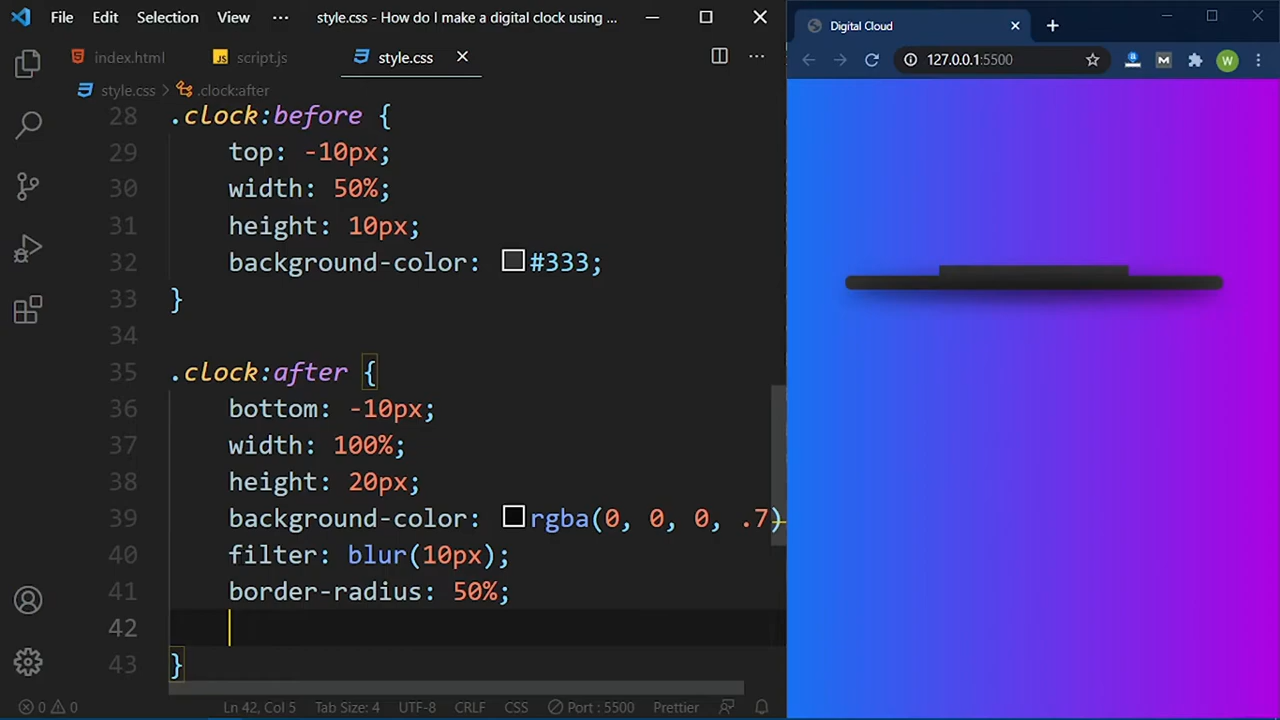 File Edit Selection View ··· style.css - How do I make a digital clock using ...
index.html script.js style.css
style.css > .clock:after
28 .clock:before {
29 top: -10px;
30 width: 50%;
31 height: 10px;
32 background-color: #333;
33 }
34
35 .clock:after {
36 bottom: -10px;
37 width: 100%;
38 height: 20px;
39 background-color: rgba(0, 0, 0, .7)
40 filter: blur(10px);
41 border-radius: 50%;
42
43 }
0 0 Ln 42, Col 5 Tab Size: 4 UTF-8 CRLF CSS Port : 5500 Prettier
Digital Cloud
127.0.0.1:5500 M W